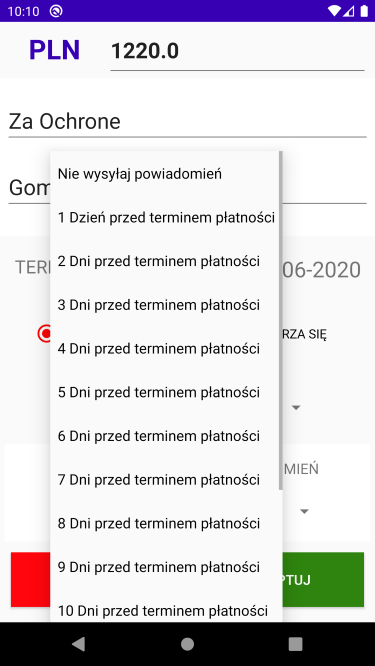 10:10
PLN 1220.0
Za Ochrone
Gom
Nie wysyłaj powiadomień
1 Dzień przed terminem płatności
2 Dni przed terminem płatności
TER 06-2020
3 Dni przed terminem płatności
RZA SIĘ
4 Dni przed terminem płatności
5 Dni przed terminem płatności
6 Dni przed terminem płatności
MIEŃ
7 Dni przed terminem płatności
8 Dni przed terminem płatności
9 Dni przed terminem płatności
PTUJ
10 Dni przed terminem płatności